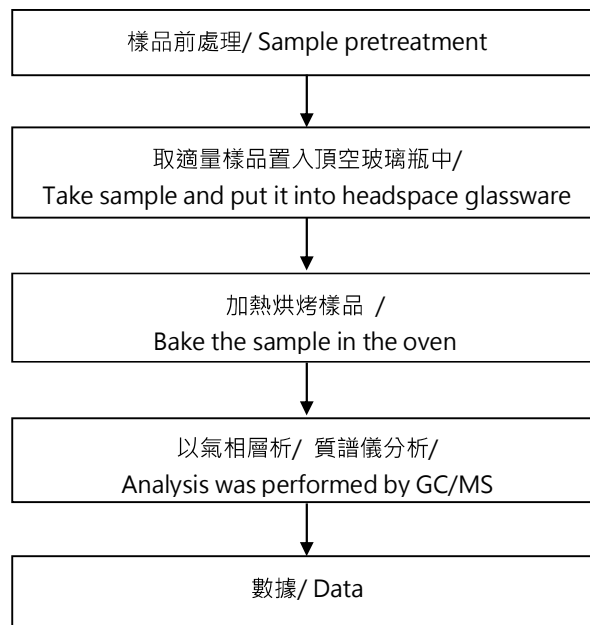 樣品前處理/ Sample pretreatment
取適量樣品置入頂空玻璃瓶中/
Take sample and put it into headspace glassware
加熱烘烤樣品 /
Bake the sample in the oven
以氣相層析/ 質譜儀分析/
Analysis was performed by GC/MS
數據/ Data